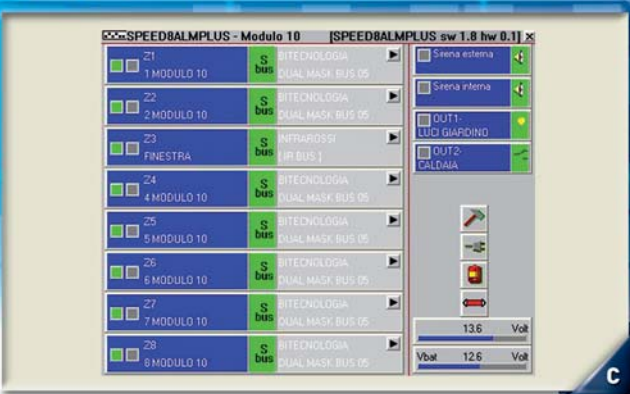 SPEED8ALMPLUS - Modulo 10 [SPEED8ALMPLUS sw 1.8 hw 0.1]
Z1
1 MODULO 10
S bus
BITECNOLOGIA
DUAL MASK BUS 05
Z2
2 MODULO 10
S bus
BITECNOLOGIA
DUAL MASK BUS 05
Z3
FINESTRA
S bus
INFRAROSSI
[ IR BUS ]
Z4
4 MODULO 10
S bus
BITECNOLOGIA
DUAL MASK BUS 05
Z5
5 MODULO 10
S bus
BITECNOLOGIA
DUAL MASK BUS 05
Z6
6 MODULO 10
S bus
BITECNOLOGIA
DUAL MASK BUS 05
Z7
7 MODULO 10
S bus
BITECNOLOGIA
DUAL MASK BUS 05
Z8
8 MODULO 10
S bus
BITECNOLOGIA
DUAL MASK BUS 05
Sirena esterna
Sirena interna
OUT1-
LUCI GIARDINO
OUT2-
CALDAIA
13.6 Volt
Vbat 12.6 Volt
C